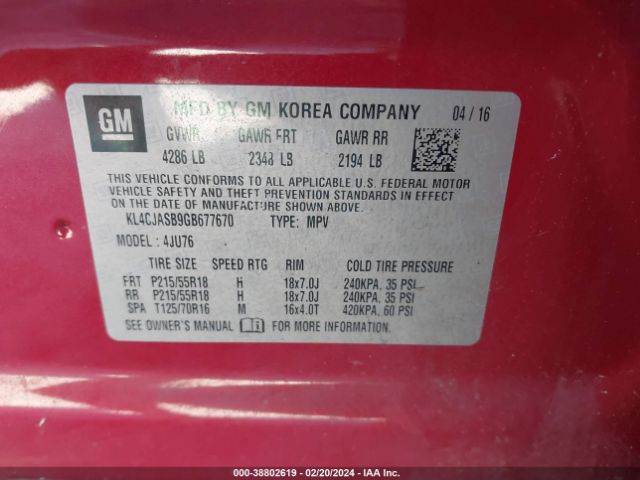 GM
MFD BY GM KOREA COMPANY 04 / 16
GVWR GAWR FRT GAWR RR
4286 LB 2343 LB 2194 LB
THIS VEHICLE CONFORMS TO ALL APPLICABLE U.S. FEDERAL MOTOR
VEHICLE SAFETY AND THEFT PREVENTION STANDARDS IN EFFECT
ON THE DATE OF MANUFACTURE SHOWN ABOVE.
KL4CJASB9GB677670 TYPE: MPV
MODEL : 4JU76
TIRE SIZE SPEED RTG RIM COLD TIRE PRESSURE
FRT P215/55R18 H 18x7.0J 240KPA, 35 PSI
RR P215/55R18 H 18x7.0J 240KPA, 35 PSI
SPA T125/70R16 M 16x4.0T 420KPA, 60 PSI
SEE OWNER'S MANUAL FOR MORE INFORMATION.
000-38802619 - 02/20/2024 - IAA